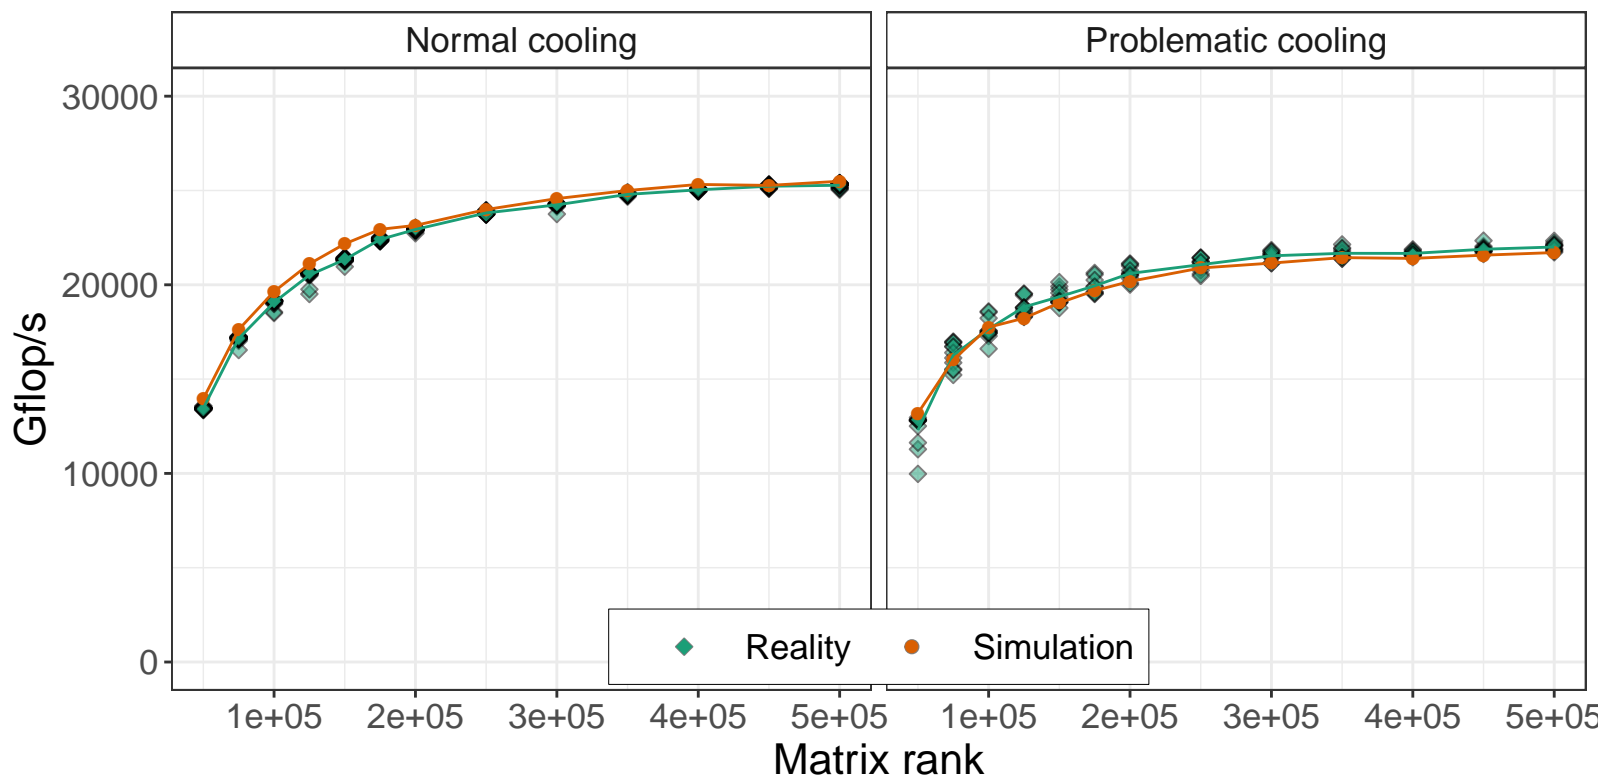 Normal cooling
Problematic cooling
Gflop/s
30000
20000
10000
0
Reality
Simulation
1e+05 2e+05 3e+05 4e+05 5e+05
1e+05 2e+05 3e+05 4e+05 5e+05
Matrix rank